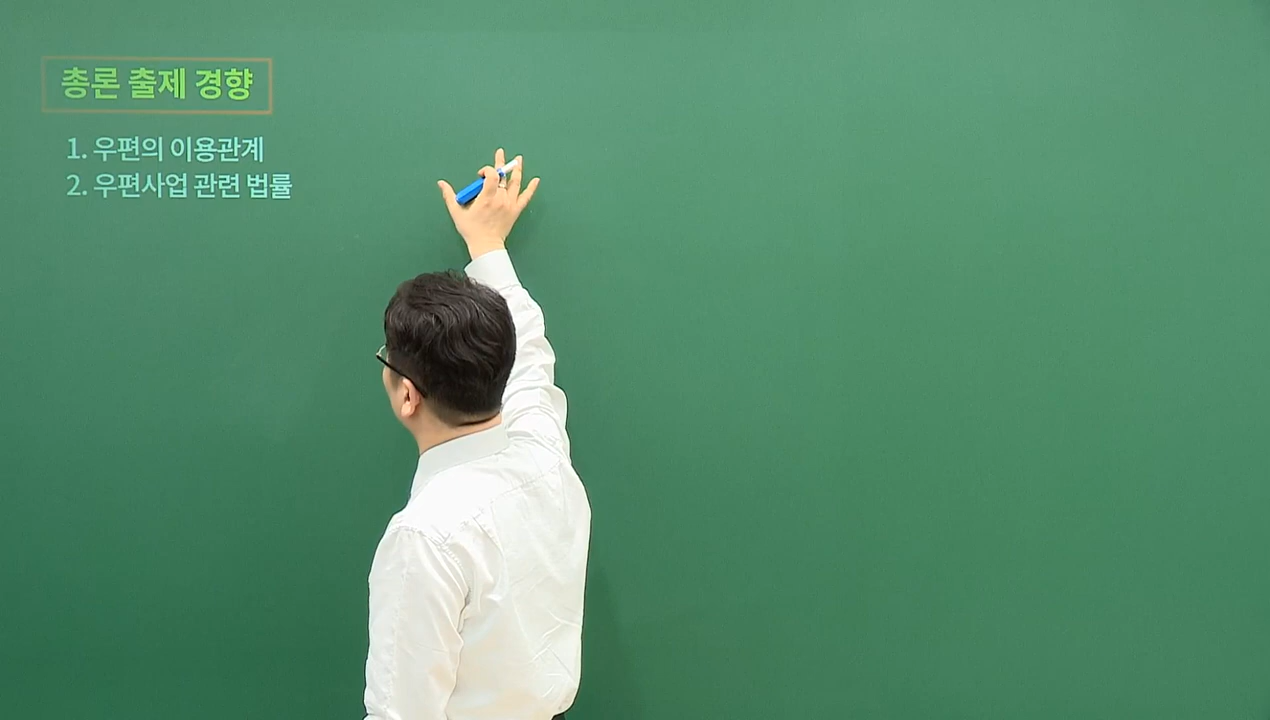 총론 출제 경향
1. 우편의 이용관계
2. 우편사업 관련 법률